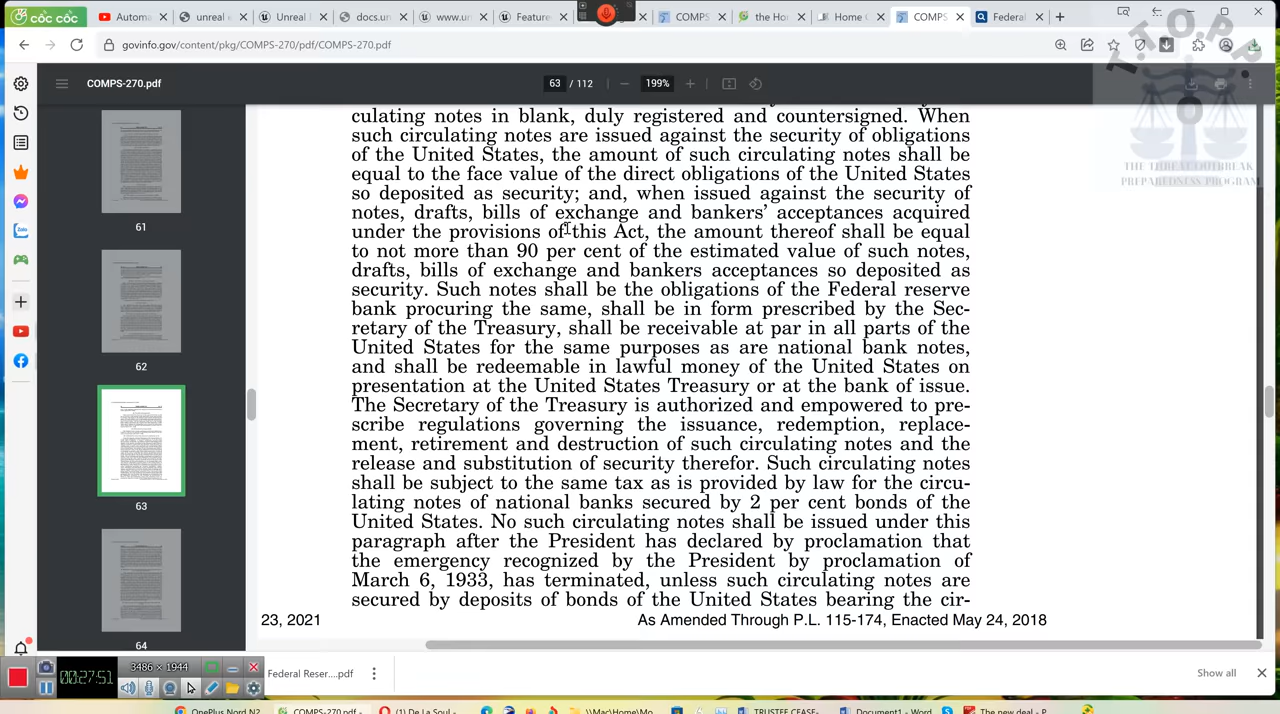 cốc cốc
Automa
unreal
Unreal
docs.un
www.un
Feature
COMPS
the Ho
Home
COMPS
Federal
govinfo.gov/content/pkg/COMPS-270/pdf/COMPS-270.pdf
T.T.O.P.P.
COMPS-270.pdf
63 / 112
199%
THE TRIBAL OUTBREAK
PREPAREDNESS PROGRAM
61
62
63
64
culating notes in blank, duly registered and countersigned. When
such circulating notes are issued against the security of obligations
of the United States, the amount of such circulating notes shall be
equal to the face value of the direct obligations of the United States
so deposited as security; and, when issued against the security of
notes, drafts, bills of exchange and bankers’ acceptances acquired
under the provisions of this Act, the amount thereof shall be equal
to not more than 90 per cent of the estimated value of such notes,
drafts, bills of exchange and bankers acceptances so deposited as
security. Such notes shall be the obligations of the Federal reserve
bank procuring the same, shall be in form prescribed by the Sec-
retary of the Treasury, shall be receivable at par in all parts of the
United States for the same purposes as are national bank notes,
and shall be redeemable in lawful money of the United States on
presentation at the United States Treasury or at the bank of issue.
The Secretary of the Treasury is authorized and empowered to pre-
scribe regulations governing the issuance, redemption, replace-
ment, retirement and destruction of such circulating notes and the
release and substitution of security therefor. Such circulating notes
shall be subject to the same tax as is provided by law for the circu-
lating notes of national banks secured by 2 per cent bonds of the
United States. No such circulating notes shall be issued under this
paragraph after the President has declared by proclamation that
the emergency recognized by the President by proclamation of
March 6, 1933, has terminated, unless such circulating notes are
secured by deposits of bonds of the United States bearing the cir-
23, 2021
As Amended Through P.L. 115-174, Enacted May 24, 2018
Zalo
00:27:51
3486 × 1944
Federal Reser....pdf
Show all
OnePlus Nord N2
COMPS-270.pdf
(1) De La Soul -
\\Mac\Home\Mo
TRUSTEE CEASE-
Document1 - Wo
The new deal - P